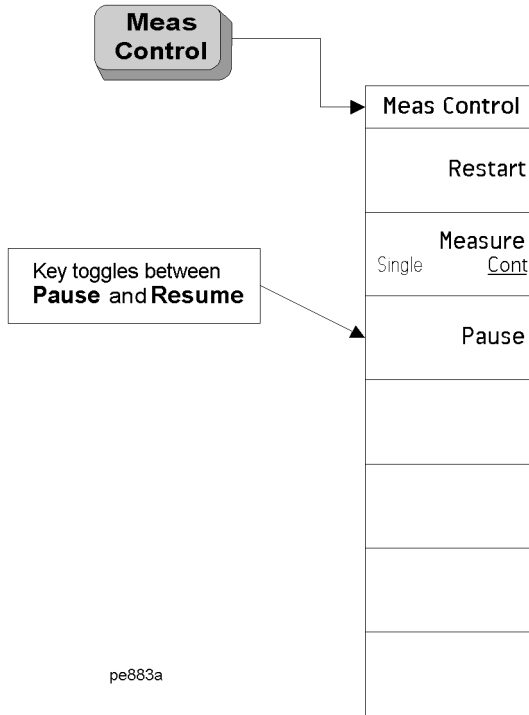 Meas
Control
Meas Control
Restart
Measure
Single Cont
Key toggles between
Pause and Resume
Pause
pe883a